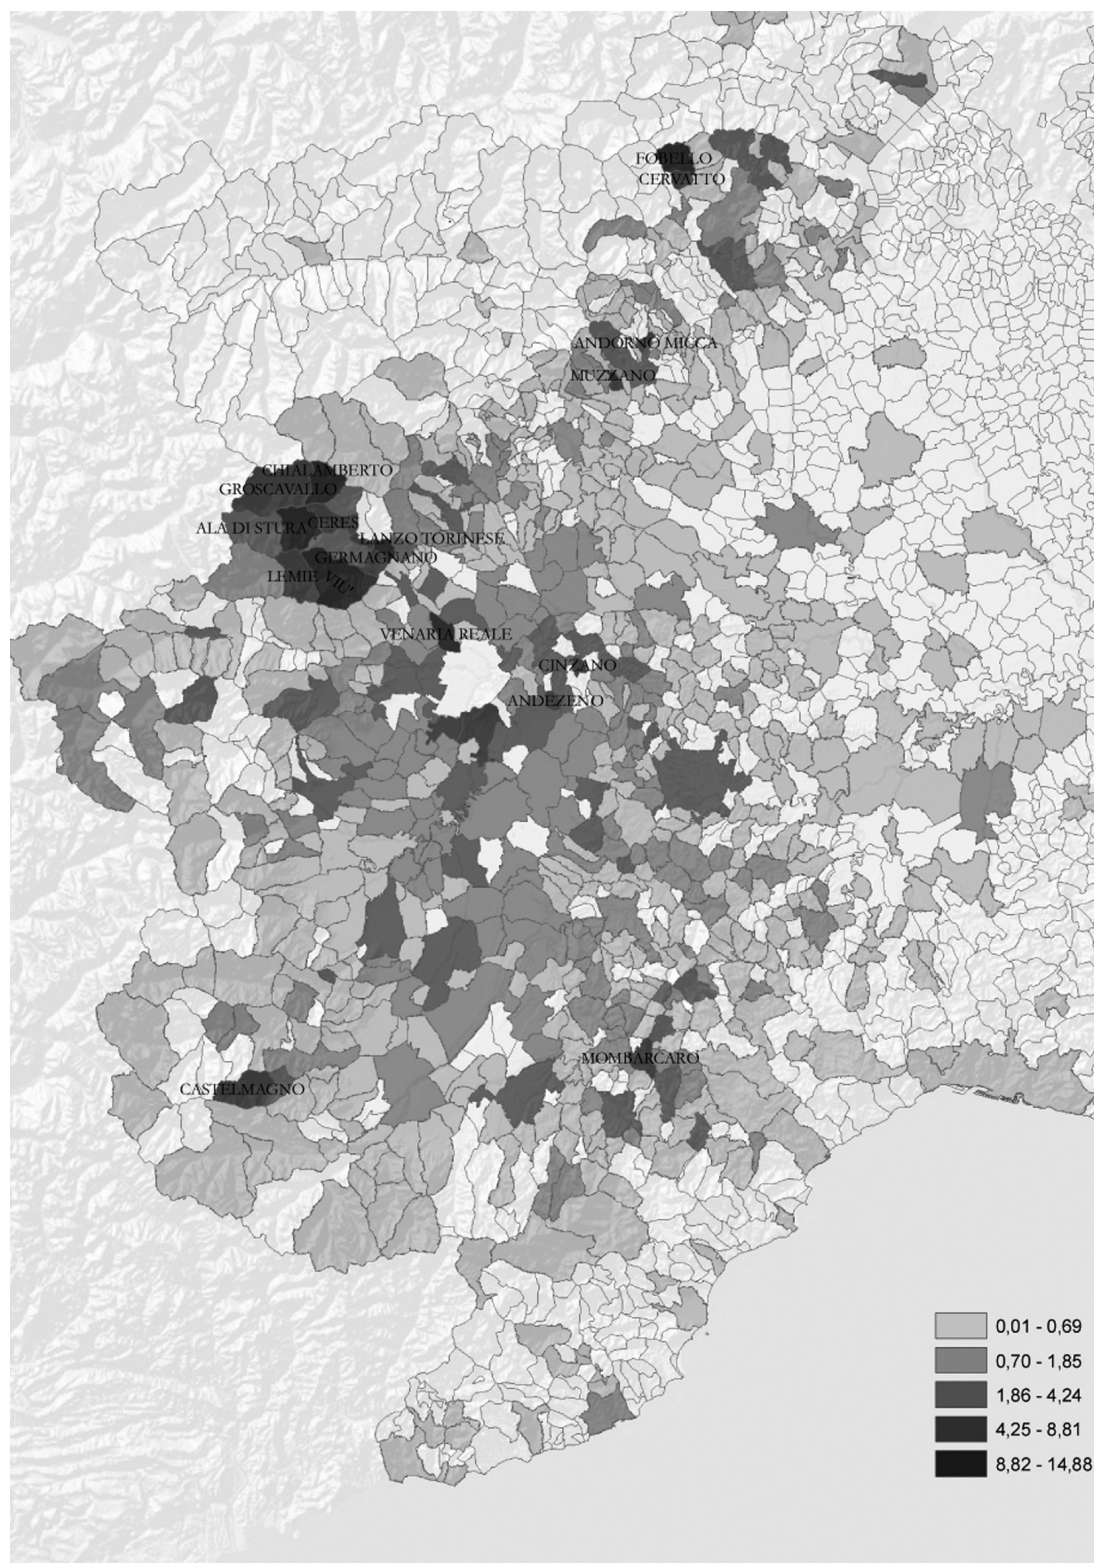 FOBELLO
CERVATTO
ANDORNO MICCA
MUZZANO
CHIALAMBERTO
GROSCAVALLO
ALA DI STURA
CERES
LANZO TORINESE
GERMAGNANO
LEMIE
VIU'
VENARIA REALE
CINZANO
ANDEZENO
MOMBARCARO
CASTELMAGNO
0,01 - 0,69
0,70 - 1,85
1,86 - 4,24
4,25 - 8,81
8,82 - 14,88